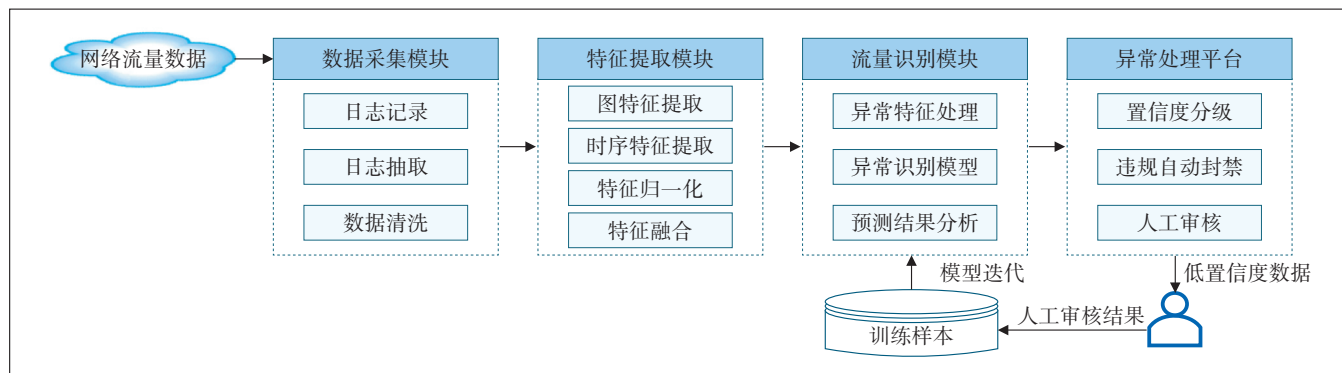 网络流量数据
数据采集模块
日志记录
日志抽取
数据清洗
特征提取模块
图特征提取
时序特征提取
特征归一化
特征融合
流量识别模块
异常特征处理
异常识别模型
预测结果分析
异常处理平台
置信度分级
违规自动封禁
人工审核
低置信度数据
人工审核结果
训练样本
模型迭代